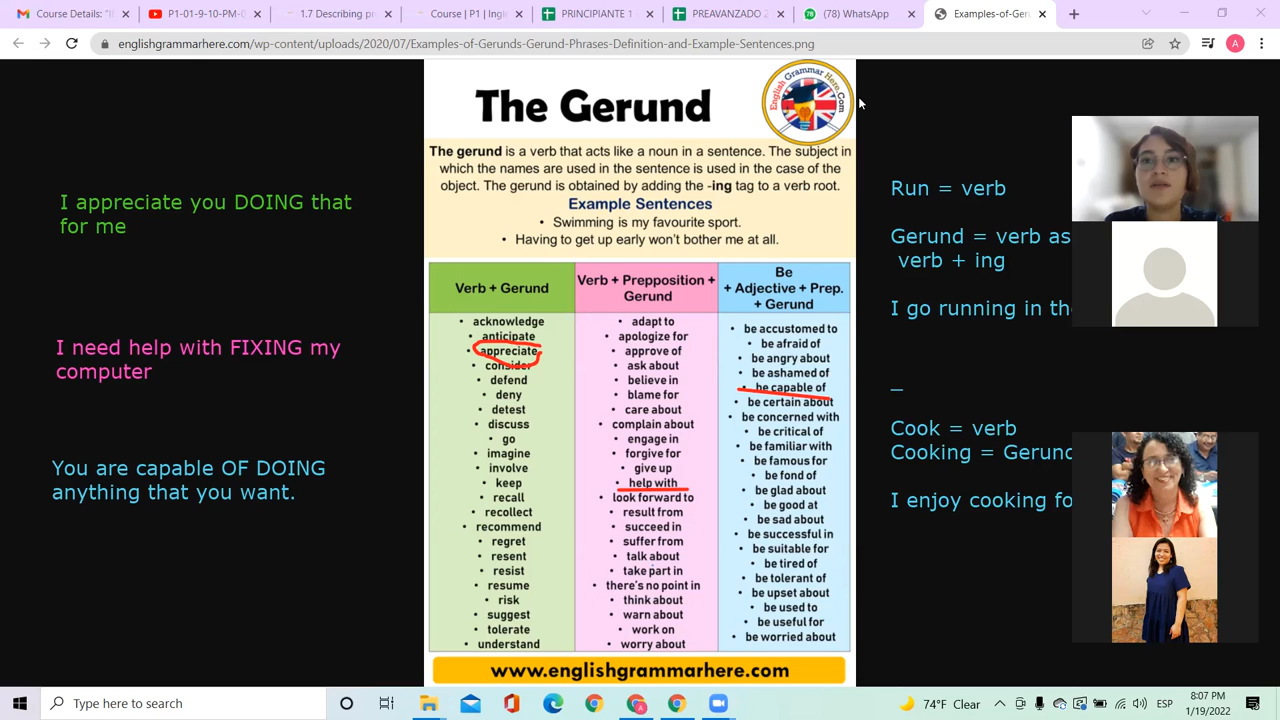 P1-01-9-10-PM-
1.7 Describing pr
Course | P1 | Ingle
PRINCIPIANTE 1
PREAVANZADO 2
(78) WhatsApp
Examples-of-Ger
englishgrammarhere.com/wp-content/uploads/2020/07/Examples-of-Gerunds-Gerund-Phrases-Definition-and-Example-Sentences.png
A
The Gerund
English Grammar Here.Com
The gerund is a verb that acts like a noun in a sentence. The subject in
which the names are used in the sentence is used in the case of the
object. The gerund is obtained by adding the -ing tag to a verb root.
Example Sentences
• Swimming is my favourite sport.
• Having to get up early won't bother me at all.
I appreciate you DOING that
for me
I need help with FIXING my
computer
You are capable OF DOING
anything that you want.
Verb + Gerund
• acknowledge
• anticipate
• appreciate
• consider
• defend
• deny
• detest
• discuss
• go
• imagine
• involve
• keep
• recall
• recollect
• recommend
• regret
• resent
• resist
• resume
• risk
• suggest
• tolerate
• understand
Verb + Prepposition +
Gerund
• adapt to
• apologize for
• approve of
• ask about
• believe in
• blame for
• care about
• complain about
• engage in
• forgive for
• give up
• help with
• look forward to
• result from
• succeed in
• suffer from
• talk about
• take part in
• there's no point in
• think about
• warn about
• work on
• worry about
Be
+ Adjective + Prep.
+ Gerund
• be accustomed to
• be afraid of
• be angry about
• be ashamed of
• be capable of
• be certain about
• be concerned with
• be critical of
• be familiar with
• be famous for
• be fond of
• be glad about
• be good at
• be sad about
• be successful in
• be suitable for
• be tired of
• be tolerant of
• be upset about
• be used to
• be useful for
• be worried about
www.englishgrammarhere.com
Run = verb
Gerund = verb as
verb + ing
I go running in the
_
Cook = verb
Cooking = Gerund
I enjoy cooking fo
Type here to search
74°F Clear
ESP
8:07 PM
1/19/2022